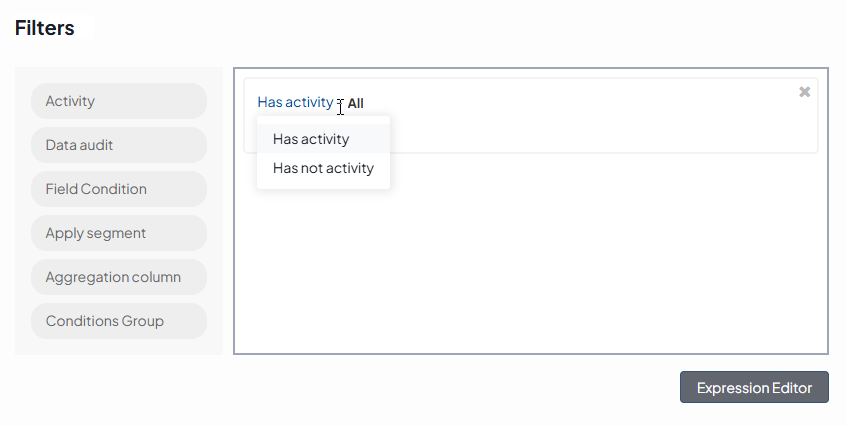 Filters
Activity
Data audit
Field Condition
Apply segment
Aggregation column
Conditions Group
Has activity All
Has activity
Has not activity
Expression Editor